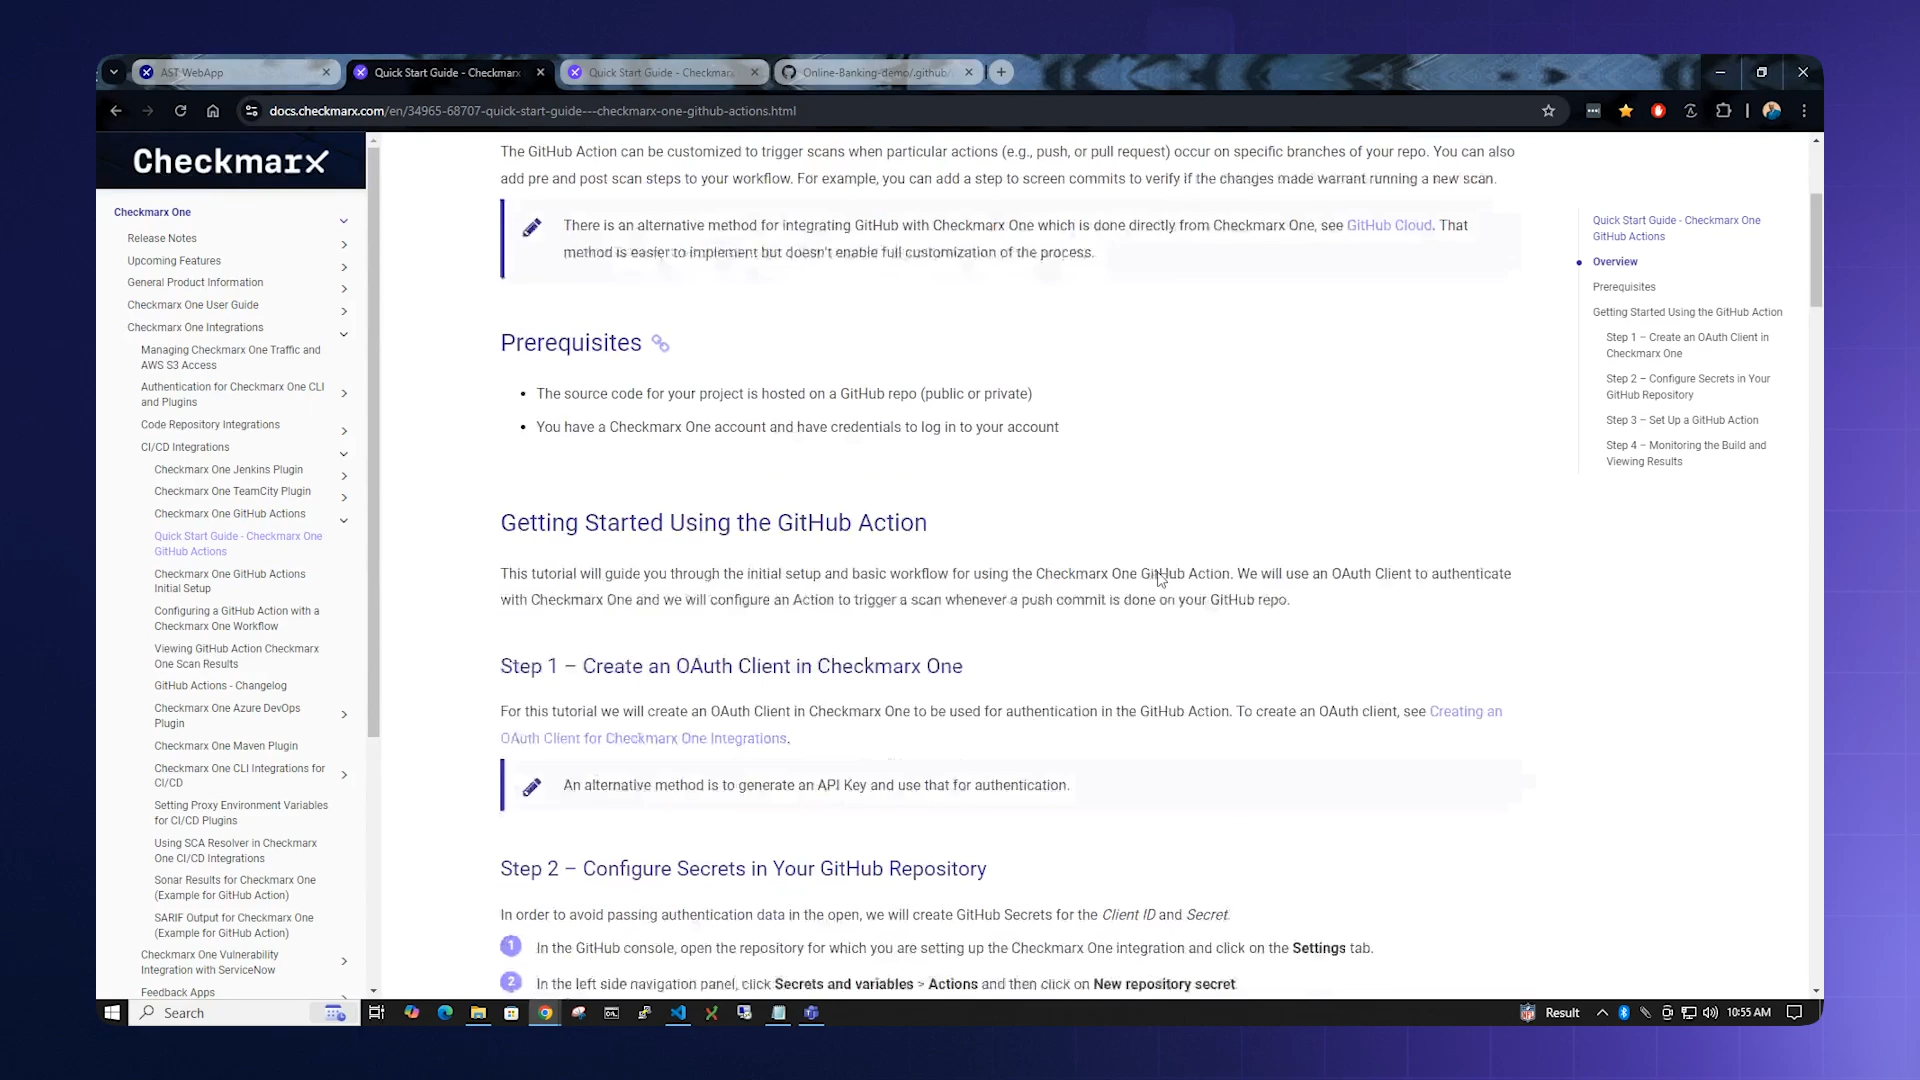 AST WebApp
Quick Start Guide - Checkmarx
Quick Start Guide - Checkmarx
Online-Banking-demo/.github/
docs.checkmarx.com/en/34965-68707-quick-start-guide---checkmarx-one-github-actions.html
Checkmarx
Checkmarx One
Release Notes
Upcoming Features
General Product Information
Checkmarx One User Guide
Checkmarx One Integrations
Managing Checkmarx One Traffic and
AWS S3 Access
Authentication for Checkmarx One CLI
and Plugins
Code Repository Integrations
CI/CD Integrations
Checkmarx One Jenkins Plugin
Checkmarx One TeamCity Plugin
Checkmarx One GitHub Actions
Quick Start Guide - Checkmarx One
GitHub Actions
Checkmarx One GitHub Actions
Initial Setup
Configuring a GitHub Action with a
Checkmarx One Workflow
Viewing GitHub Action Checkmarx
One Scan Results
GitHub Actions - Changelog
Checkmarx One Azure DevOps
Plugin
Checkmarx One Maven Plugin
Checkmarx One CLI Integrations for
CI/CD
Setting Proxy Environment Variables
for CI/CD Plugins
Using SCA Resolver in Checkmarx
One CI/CD Integrations
Sonar Results for Checkmarx One
(Example for GitHub Action)
SARIF Output for Checkmarx One
(Example for GitHub Action)
Checkmarx One Vulnerability
Integration with ServiceNow
Feedback Apps
The GitHub Action can be customized to trigger scans when particular actions (e.g., push, or pull request) occur on specific branches of your repo. You can also
add pre and post scan steps to your workflow. For example, you can add a step to screen commits to verify if the changes made warrant running a new scan.
There is an alternative method for integrating GitHub with Checkmarx One which is done directly from Checkmarx One, see GitHub Cloud. That
method is easier to implement but doesn't enable full customization of the process.
Prerequisites
• The source code for your project is hosted on a GitHub repo (public or private)
• You have a Checkmarx One account and have credentials to log in to your account
Getting Started Using the GitHub Action
This tutorial will guide you through the initial setup and basic workflow for using the Checkmarx One GitHub Action. We will use an OAuth Client to authenticate
with Checkmarx One and we will configure an Action to trigger a scan whenever a push commit is done on your GitHub repo.
Step 1 – Create an OAuth Client in Checkmarx One
For this tutorial we will create an OAuth Client in Checkmarx One to be used for authentication in the GitHub Action. To create an OAuth client, see Creating an
OAuth Client for Checkmarx One Integrations.
An alternative method is to generate an API Key and use that for authentication.
Step 2 – Configure Secrets in Your GitHub Repository
In order to avoid passing authentication data in the open, we will create GitHub Secrets for the Client ID and Secret.
1 In the GitHub console, open the repository for which you are setting up the Checkmarx One integration and click on the Settings tab.
2 In the left side navigation panel, click Secrets and variables > Actions and then click on New repository secret
Quick Start Guide - Checkmarx One
GitHub Actions
Overview
Prerequisites
Getting Started Using the GitHub Action
Step 1 – Create an OAuth Client in
Checkmarx One
Step 2 – Configure Secrets in Your
GitHub Repository
Step 3 – Set Up a GitHub Action
Step 4 – Monitoring the Build and
Viewing Results
Search
Result
10:55 AM